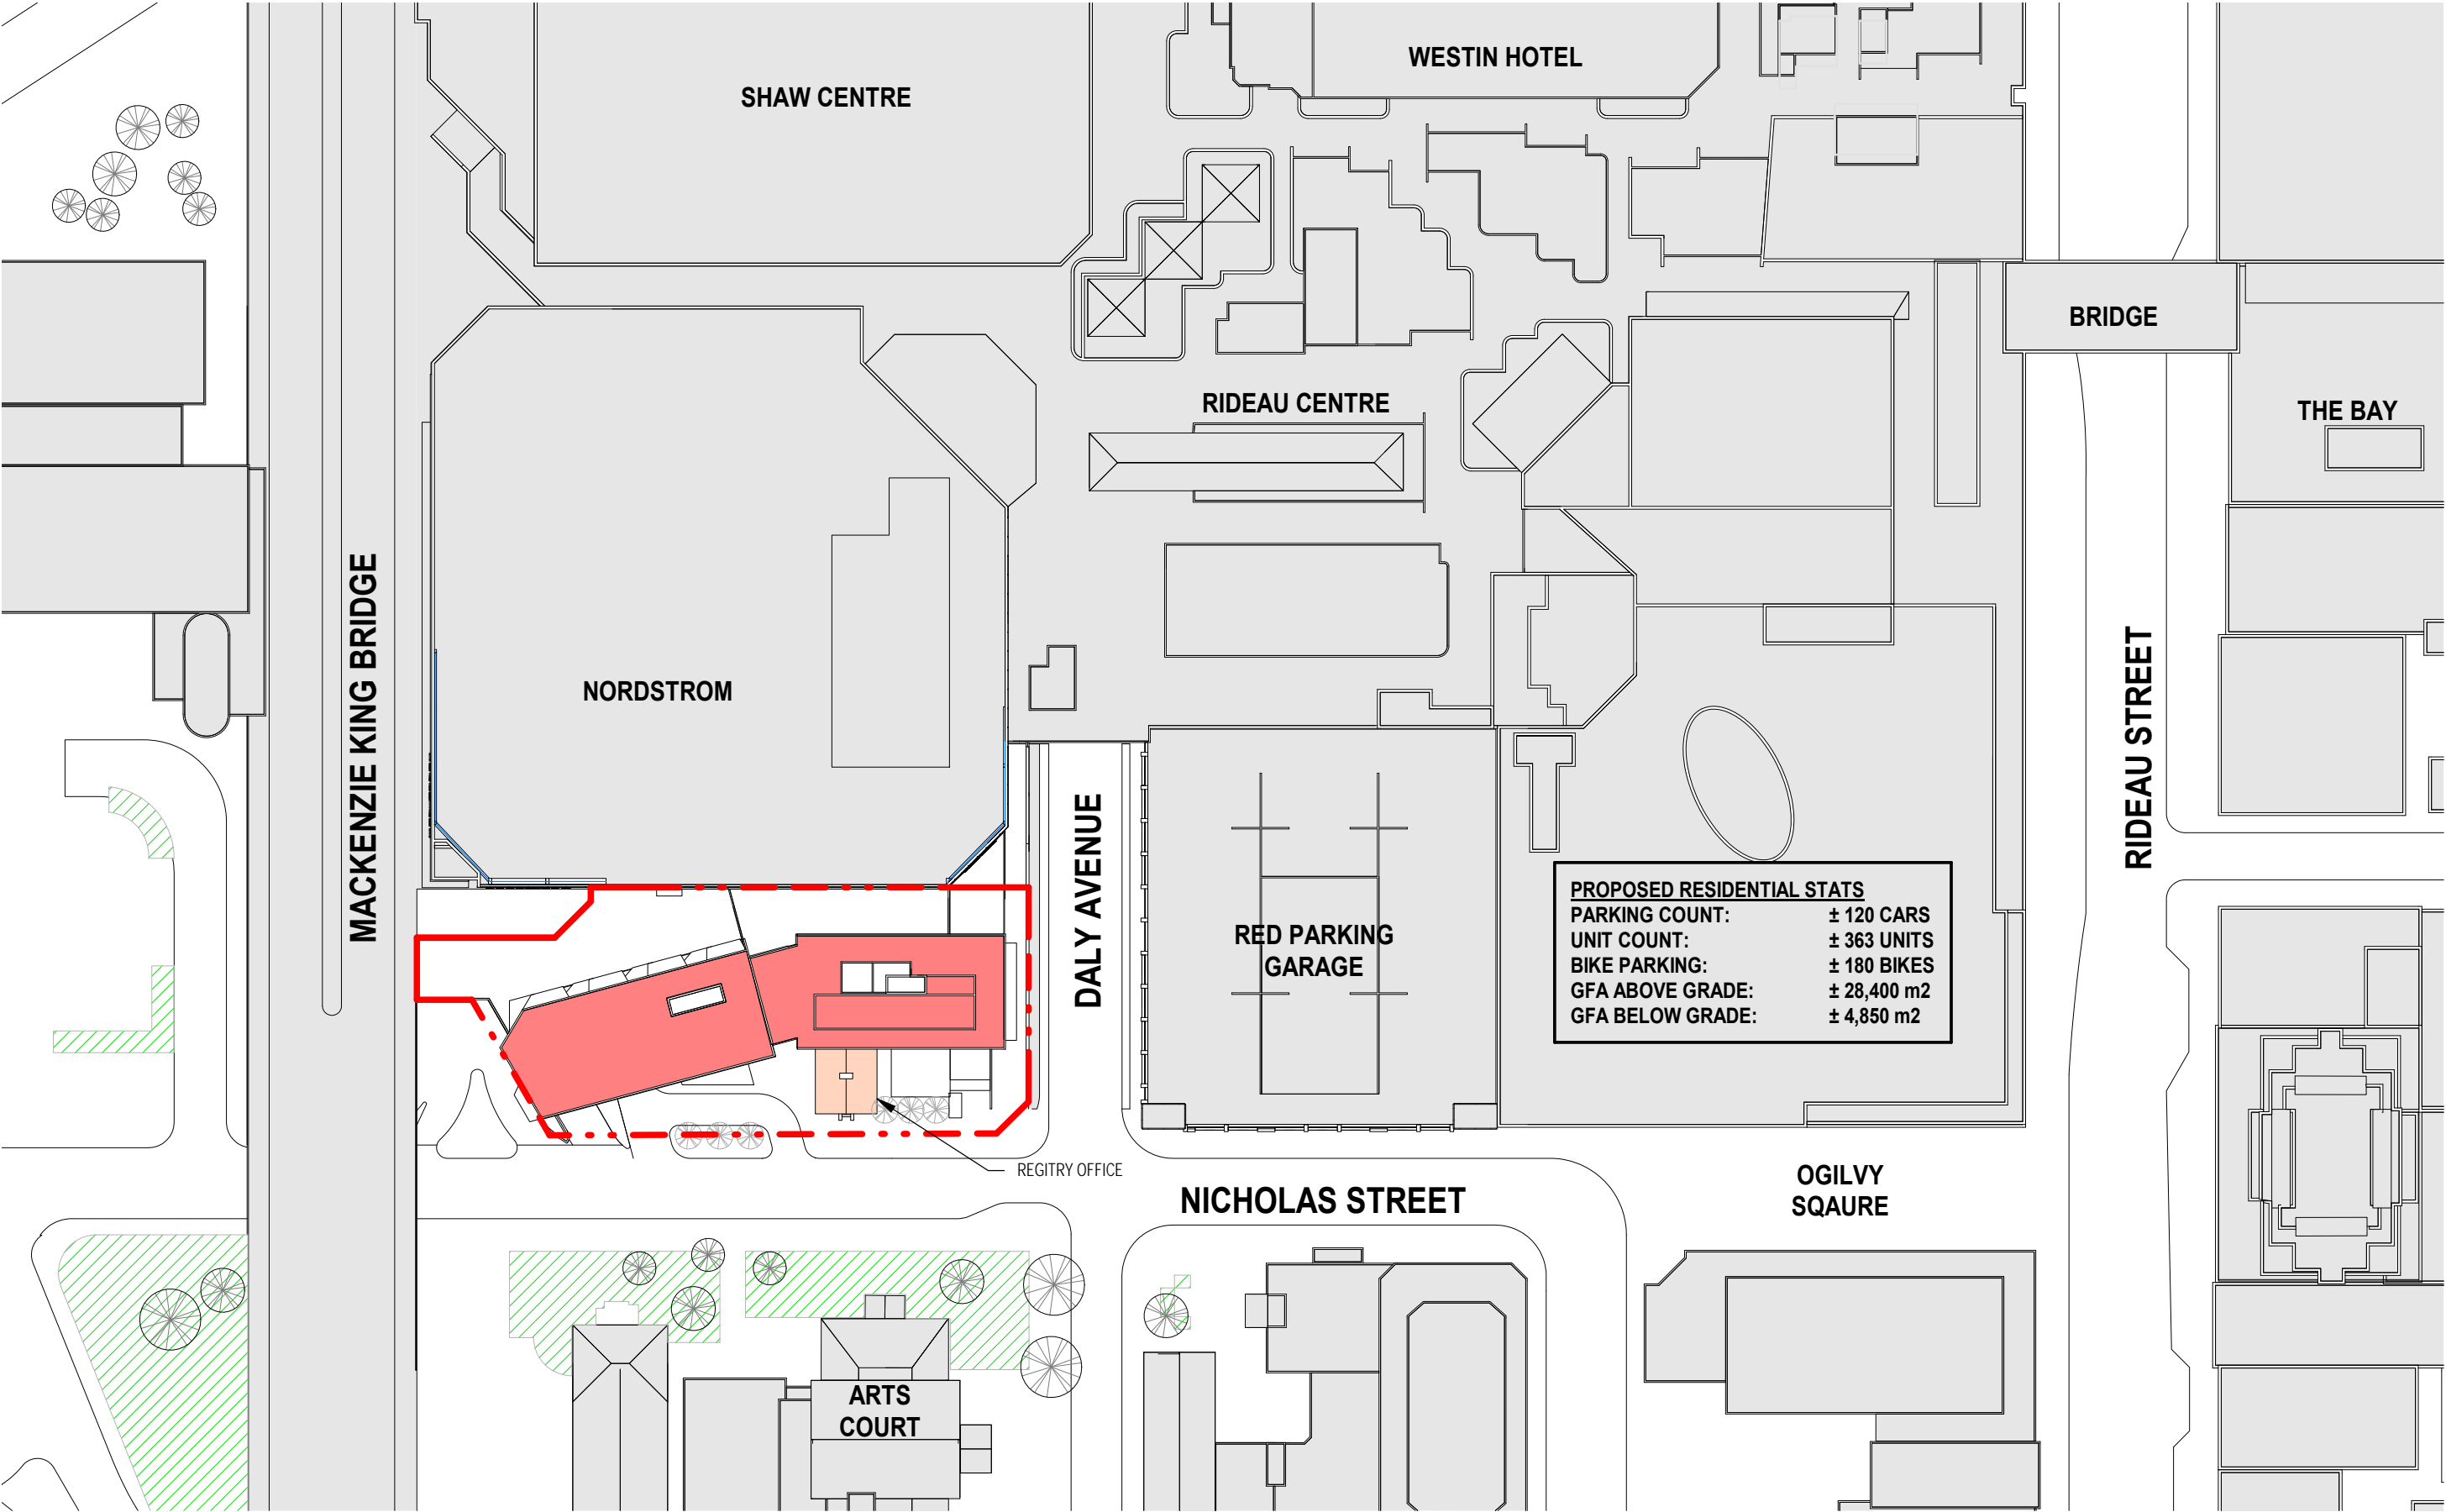 WESTIN HOTEL
SHAW CENTRE
BRIDGE
RIDEAU CENTRE
THE BAY
MACKENZIE KING BRIDGE
NORDSTROM
RIDEAU STREET
DALY AVENUE
RED PARKING
GARAGE
PROPOSED RESIDENTIAL STATS
PARKING COUNT: ± 120 CARS
UNIT COUNT: ± 363 UNITS
BIKE PARKING: ± 180 BIKES
GFA ABOVE GRADE: ± 28,400 m2
GFA BELOW GRADE: ± 4,850 m2
REGITRY OFFICE
NICHOLAS STREET
OGILVY
SQAURE
ARTS
COURT